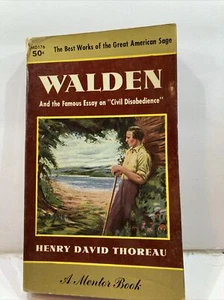 MD176
50¢
The Best Works of the Great American Sage
WALDEN
And the Famous Essay on "Civil Disobedience"
HENRY DAVID THOREAU
A Mentor Book